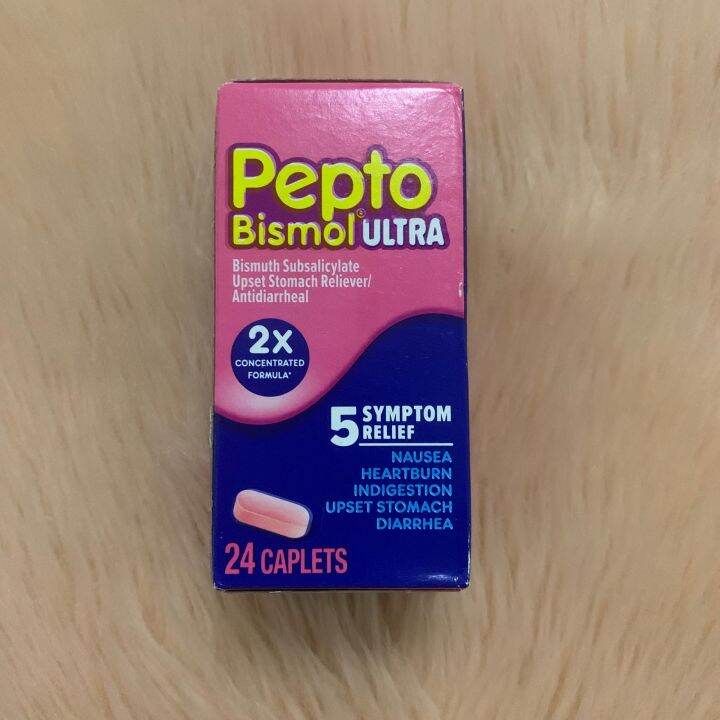 Pepto
Bismol® ULTRA
Bismuth Subsalicylate
Upset Stomach Reliever/
Antidiarrheal
2X
CONCENTRATED
FORMULA*
5 SYMPTOM
RELIEF
NAUSEA
HEARTBURN
INDIGESTION
UPSET STOMACH
DIARRHEA
24 CAPLETS